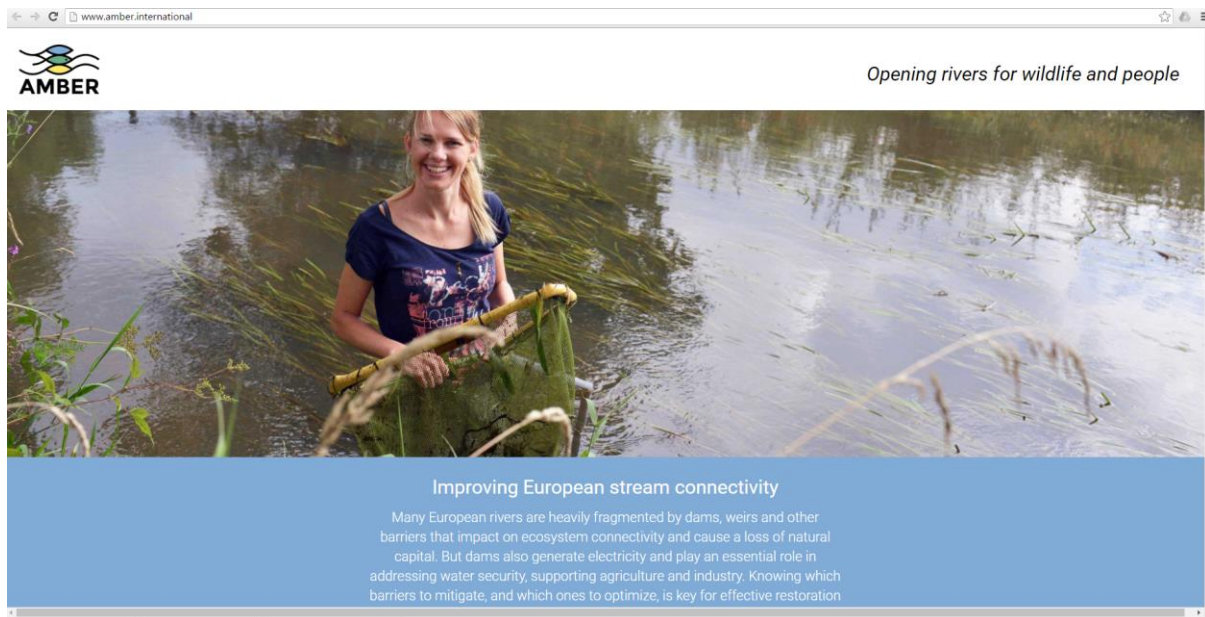 www.amber.international
AMBER
Opening rivers for wildlife and people
Improving European stream connectivity
Many European rivers are heavily fragmented by dams, weirs and other
barriers that impact on ecosystem connectivity and cause a loss of natural
capital. But dams also generate electricity and play an essential role in
addressing water security, supporting agriculture and industry. Knowing which
barriers to mitigate, and which ones to optimize, is key for effective restoration